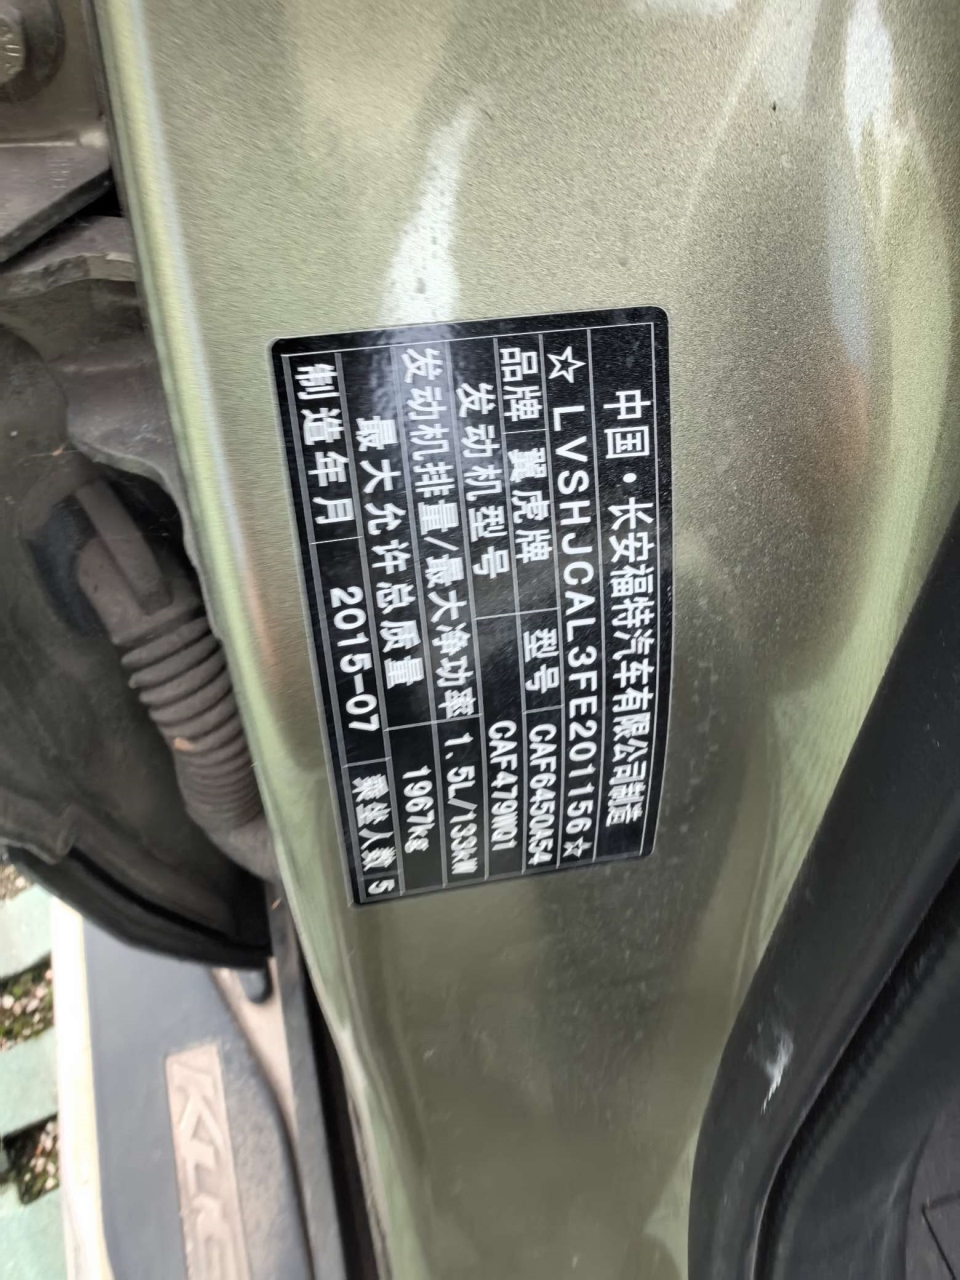 中国·长安福特汽车有限公司制造
☆LVSHJCAL3FE201156☆
品牌 翼虎牌 型号 CAF6450A54
发动机型号 CAF479WQ1
发动机排量/最大净功率 1.5L/133kW
最大允许总质量 1967kg
制造年月 2015-07 乘坐人数 5